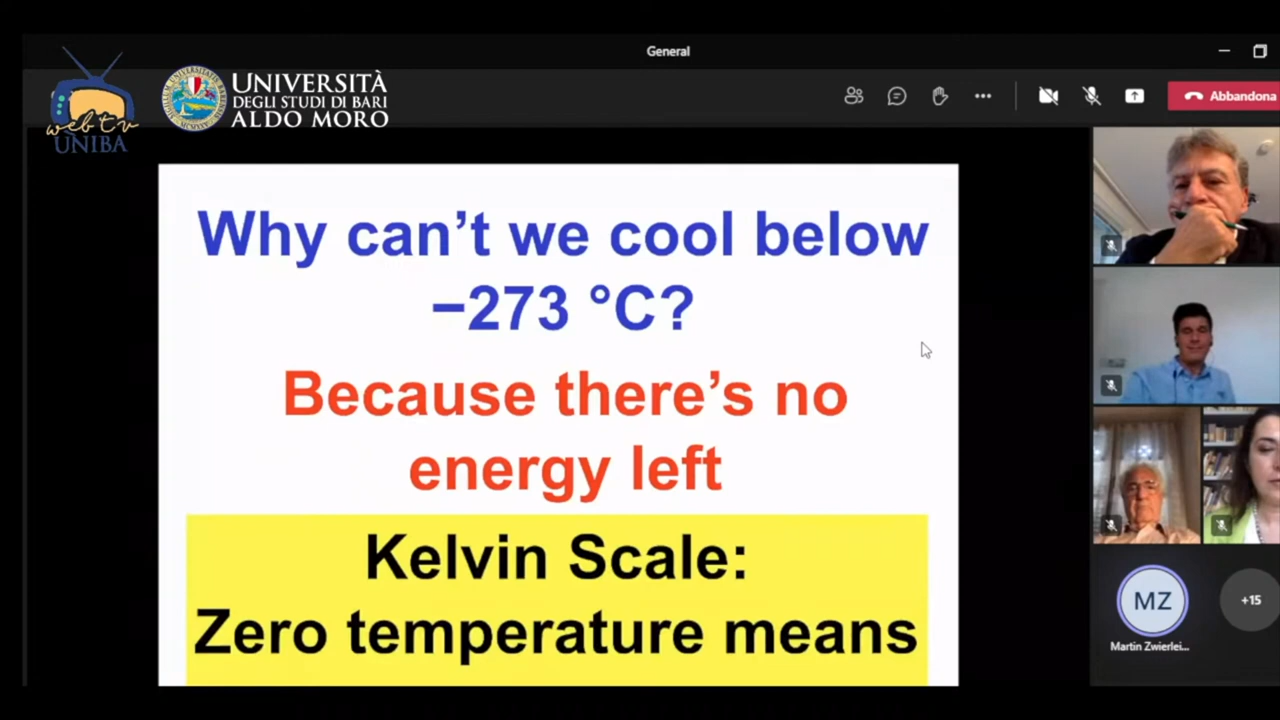 General
UNIVERSITÀ
DEGLI STUDI DI BARI
ALDO MORO
web tv
UNIBA
Abbandona
Why can't we cool below
−273 °C?
Because there's no
energy left
Kelvin Scale:
Zero temperature means
MZ
+15
Martin Zwierlei...